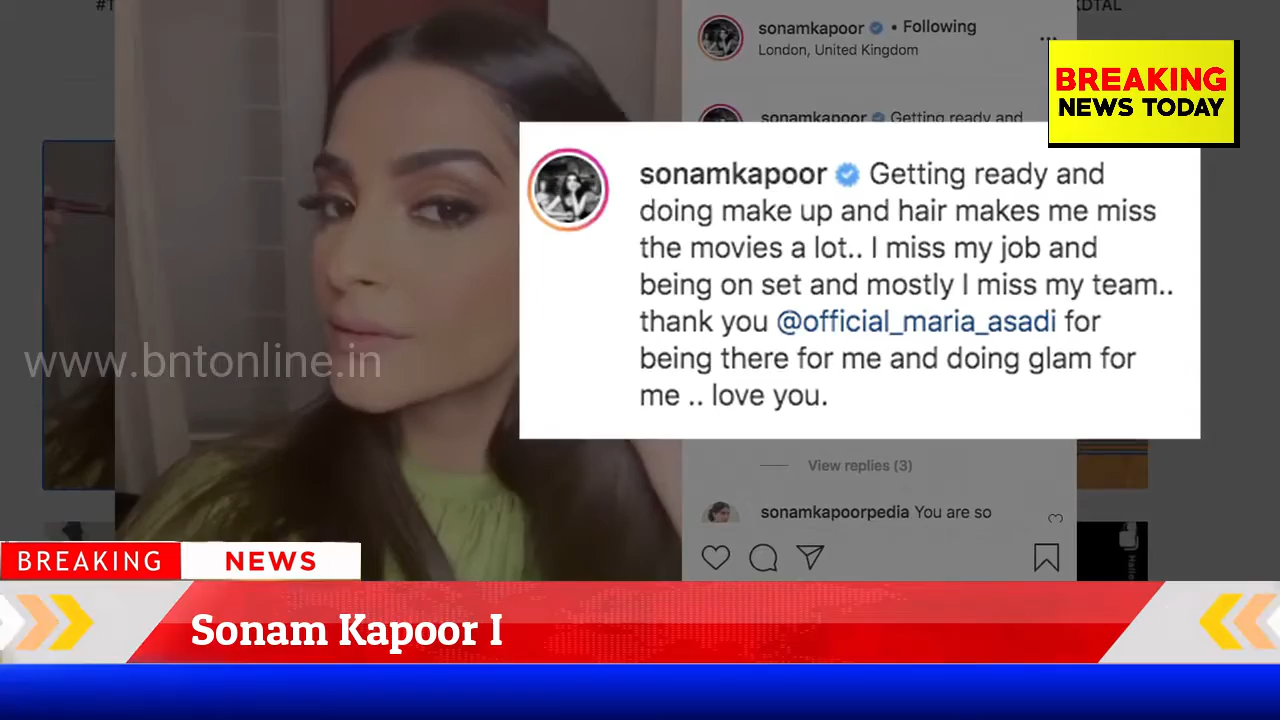 #T
KDTAL
sonamkapoor • Following
London, United Kingdom
...
sonamkapoor Getting ready and
BREAKING
NEWS TODAY
sonamkapoor Getting ready and
doing make up and hair makes me miss
the movies a lot.. I miss my job and
being on set and mostly I miss my team..
thank you @official_maria_asadi for
being there for me and doing glam for
me .. love you.
www.bntonline.in
View replies (3)
sonamkapoorpedia You are so
BREAKING NEWS
Sonam Kapoor I